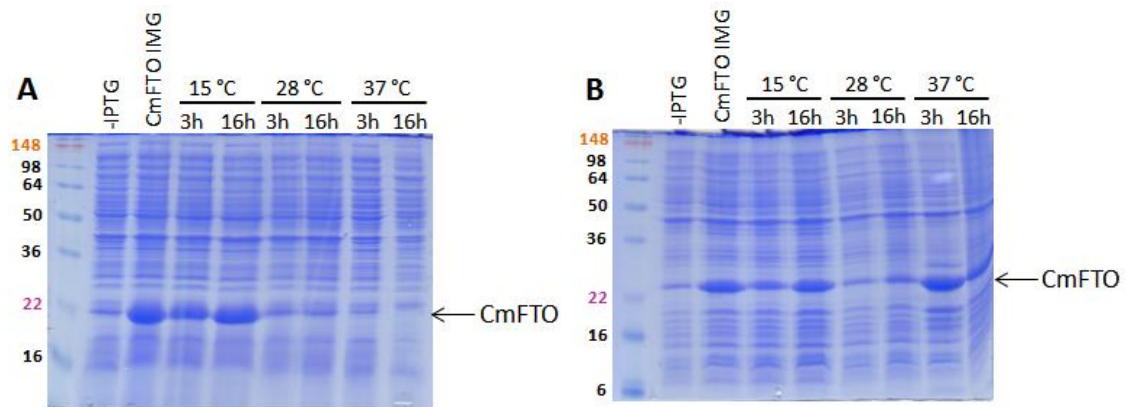 A
-IPTG
CmFTO IMG
15 °C 28 °C 37 °C
3h 16h 3h 16h 3h 16h
148
98
64
50
36
22
16
CmFTO
B
-IPTG
CmFTO IMG
15 °C 28 °C 37 °C
3h 16h 3h 16h 3h 16h
148
98
64
50
36
22
16
6
CmFTO